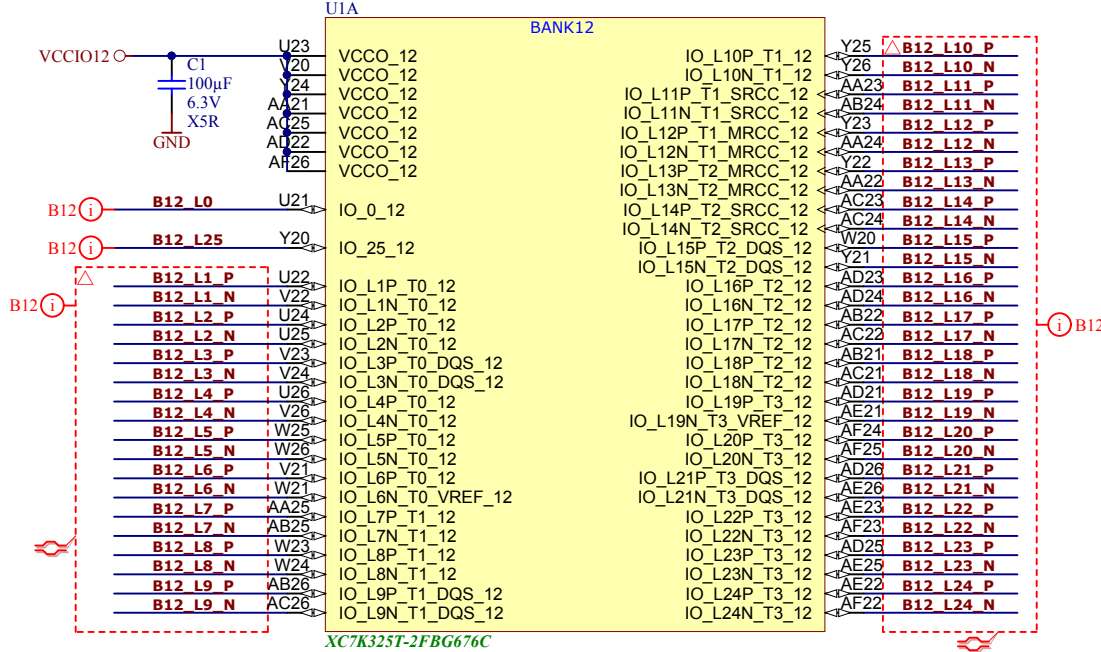 U1A
BANK12
VCCIO12
C1
100µF
6.3V
X5R
GND
U23 VCCO_12
V20 VCCO_12
Y24 VCCO_12
AA21 VCCO_12
AC25 VCCO_12
AD22 VCCO_12
AF26 VCCO_12
B12 i B12_L0 U21 IO_0_12
B12 i B12_L25 Y20 IO_25_12
B12 i
B12_L1_P U22 IO_L1P_T0_12
B12_L1_N V22 IO_L1N_T0_12
B12_L2_P U24 IO_L2P_T0_12
B12_L2_N U25 IO_L2N_T0_12
B12_L3_P V23 IO_L3P_T0_DQS_12
B12_L3_N V24 IO_L3N_T0_DQS_12
B12_L4_P U26 IO_L4P_T0_12
B12_L4_N V26 IO_L4N_T0_12
B12_L5_P W25 IO_L5P_T0_12
B12_L5_N W26 IO_L5N_T0_12
B12_L6_P V21 IO_L6P_T0_12
B12_L6_N W21 IO_L6N_T0_VREF_12
B12_L7_P AA25 IO_L7P_T1_12
B12_L7_N AB25 IO_L7N_T1_12
B12_L8_P W23 IO_L8P_T1_12
B12_L8_N W24 IO_L8N_T1_12
B12_L9_P AB26 IO_L9P_T1_DQS_12
B12_L9_N AC26 IO_L9N_T1_DQS_12
IO_L10P_T1_12 Y25 B12_L10_P
IO_L10N_T1_12 Y26 B12_L10_N
IO_L11P_T1_SRCC_12 AA23 B12_L11_P
IO_L11N_T1_SRCC_12 AB24 B12_L11_N
IO_L12P_T1_MRCC_12 Y23 B12_L12_P
IO_L12N_T1_MRCC_12 AA24 B12_L12_N
IO_L13P_T2_MRCC_12 Y22 B12_L13_P
IO_L13N_T2_MRCC_12 AA22 B12_L13_N
IO_L14P_T2_SRCC_12 AC23 B12_L14_P
IO_L14N_T2_SRCC_12 AC24 B12_L14_N
IO_L15P_T2_DQS_12 W20 B12_L15_P
IO_L15N_T2_DQS_12 Y21 B12_L15_N
IO_L16P_T2_12 AD23 B12_L16_P
IO_L16N_T2_12 AD24 B12_L16_N
IO_L17P_T2_12 AB22 B12_L17_P
IO_L17N_T2_12 AC22 B12_L17_N
IO_L18P_T2_12 AB21 B12_L18_P
IO_L18N_T2_12 AC21 B12_L18_N
IO_L19P_T3_12 AD21 B12_L19_P
IO_L19N_T3_VREF_12 AE21 B12_L19_N
IO_L20P_T3_12 AF24 B12_L20_P
IO_L20N_T3_12 AF25 B12_L20_N
IO_L21P_T3_DQS_12 AD26 B12_L21_P
IO_L21N_T3_DQS_12 AE26 B12_L21_N
IO_L22P_T3_12 AE23 B12_L22_P
IO_L22N_T3_12 AF23 B12_L22_N
IO_L23P_T3_12 AD25 B12_L23_P
IO_L23N_T3_12 AE25 B12_L23_N
IO_L24P_T3_12 AE22 B12_L24_P
IO_L24N_T3_12 AF22 B12_L24_N
i B12
XC7K325T-2FBG676C